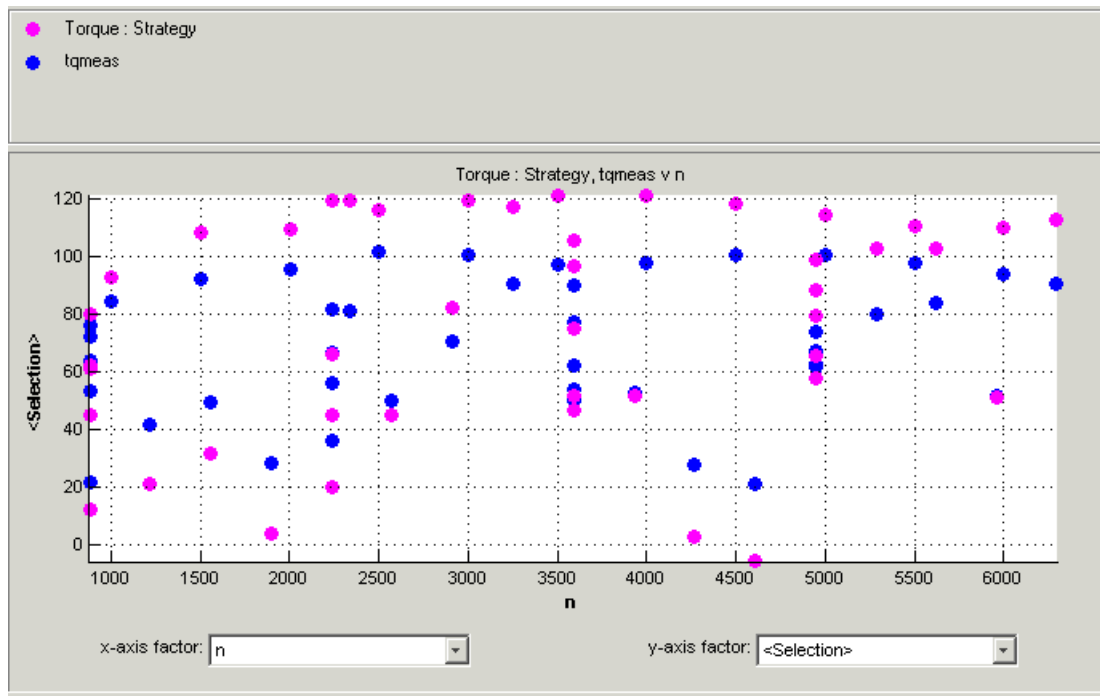 Torque : Strategy
tqmeas
Torque : Strategy, tqmeas v n
120
100
80
60
40
20
0
<Selection>
1000 1500 2000 2500 3000 3500 4000 4500 5000 5500 6000
n
x-axis factor: n y-axis factor: <Selection>